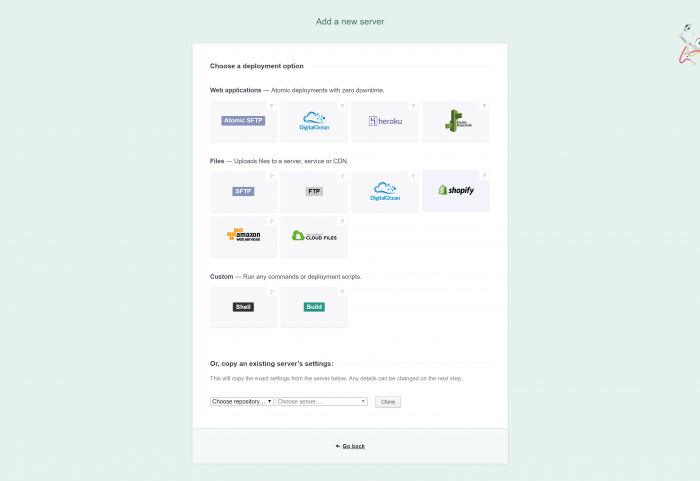 Add a new server
Choose a deployment option
Web applications — Atomic deployments with zero downtime.
? ? ? ?
Atomic SFTP
DigitalOcean
heroku
Files — Uploads files to a server, service or CDN.
? ? ? ?
SFTP
FTP
DigitalOcean
shopify
? ?
amazon
web services
CLOUD FILES
Custom — Run any commands or deployment scripts.
? ?
Shell
Build
Or, copy an existing server's settings:
This will copy the exact settings from the server below. Any details can be changed on the next step.
Choose repository... Choose server... Clone
Go back